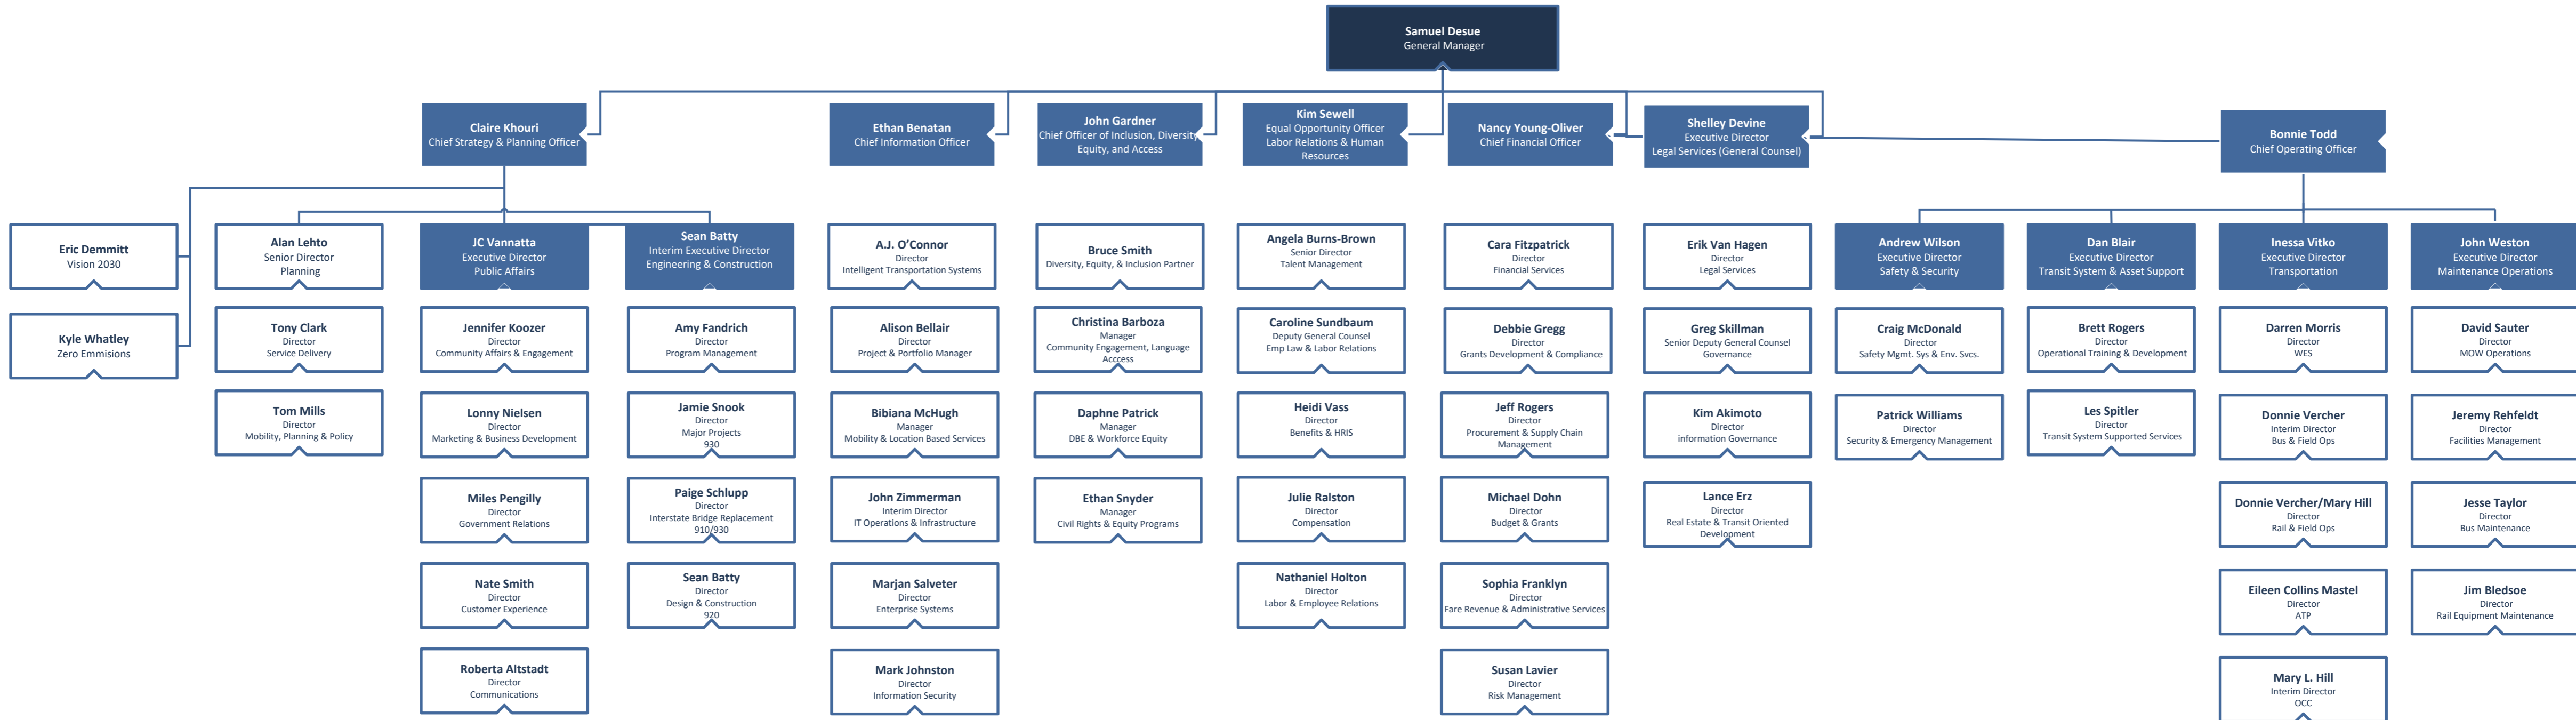 Samuel Desue
General Manager
Claire Khouri
Chief Strategy & Planning Officer
Ethan Benatan
Chief Information Officer
John Gardner
Chief Officer of Inclusion, Diversity
Equity, and Access
Kim Sewell
Equal Opportunity Officer
Labor Relations & Human
Resources
Nancy Young-Oliver
Chief Financial Officer
Shelley Devine
Executive Director
Legal Services (General Counsel)
Bonnie Todd
Chief Operating Officer
Eric Demmitt
Vision 2030
Kyle Whatley
Zero Emmisions
Alan Lehto
Senior Director
Planning
Tony Clark
Director
Service Delivery
Tom Mills
Director
Mobility, Planning & Policy
JC Vannatta
Executive Director
Public Affairs
Jennifer Koozer
Director
Community Affairs & Engagement
Lonny Nielsen
Director
Marketing & Business Development
Miles Pengilly
Director
Government Relations
Nate Smith
Director
Customer Experience
Roberta Altstadt
Director
Communications
Sean Batty
Interim Executive Director
Engineering & Construction
Amy Fandrich
Director
Program Management
Jamie Snook
Director
Major Projects
930
Paige Schlupp
Director
Interstate Bridge Replacement
910/930
Sean Batty
Director
Design & Construction
920
A.J. O’Connor
Director
Intelligent Transportation Systems
Alison Bellair
Director
Project & Portfolio Manager
Bibiana McHugh
Manager
Mobility & Location Based Services
John Zimmerman
Interim Director
IT Operations & Infrastructure
Marjan Salveter
Director
Enterprise Systems
Mark Johnston
Director
Information Security
Bruce Smith
Diversity, Equity, & Inclusion Partner
Christina Barboza
Manager
Community Engagement, Language
Acccess
Daphne Patrick
Manager
DBE & Workforce Equity
Ethan Snyder
Manager
Civil Rights & Equity Programs
Angela Burns-Brown
Senior Director
Talent Management
Caroline Sundbaum
Deputy General Counsel
Emp Law & Labor Relations
Heidi Vass
Director
Benefits & HRIS
Julie Ralston
Director
Compensation
Nathaniel Holton
Director
Labor & Employee Relations
Cara Fitzpatrick
Director
Financial Services
Debbie Gregg
Director
Grants Development & Compliance
Jeff Rogers
Director
Procurement & Supply Chain
Management
Michael Dohn
Director
Budget & Grants
Sophia Franklyn
Director
Fare Revenue & Administrative Services
Susan Lavier
Director
Risk Management
Erik Van Hagen
Director
Legal Services
Greg Skillman
Senior Deputy General Counsel
Governance
Kim Akimoto
Director
information Governance
Lance Erz
Director
Real Estate & Transit Oriented
Development
Andrew Wilson
Executive Director
Safety & Security
Craig McDonald
Director
Safety Mgmt. Sys & Env. Svcs.
Patrick Williams
Director
Security & Emergency Management
Dan Blair
Executive Director
Transit System & Asset Support
Brett Rogers
Director
Operational Training & Development
Les Spitler
Director
Transit System Supported Services
Inessa Vitko
Executive Director
Transportation
Darren Morris
Director
WES
Donnie Vercher
Interim Director
Bus & Field Ops
Donnie Vercher/Mary Hill
Director
Rail & Field Ops
Eileen Collins Mastel
Director
ATP
Mary L. Hill
Interim Director
OCC
John Weston
Executive Director
Maintenance Operations
David Sauter
Director
MOW Operations
Jeremy Rehfeldt
Director
Facilities Management
Jesse Taylor
Director
Bus Maintenance
Jim Bledsoe
Director
Rail Equipment Maintenance